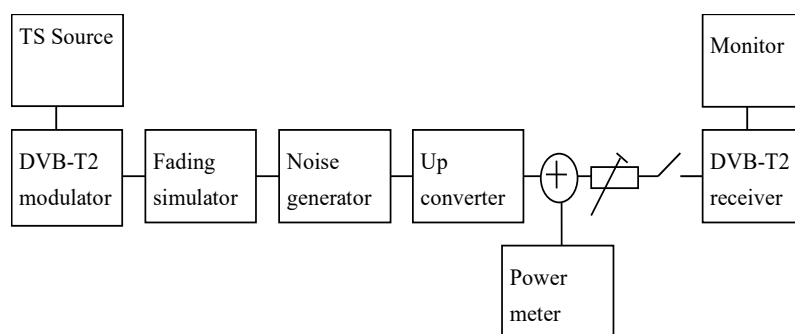 TS Source
Monitor
DVB-T2
modulator
Fading
simulator
Noise
generator
Up
converter
DVB-T2
receiver
Power
meter